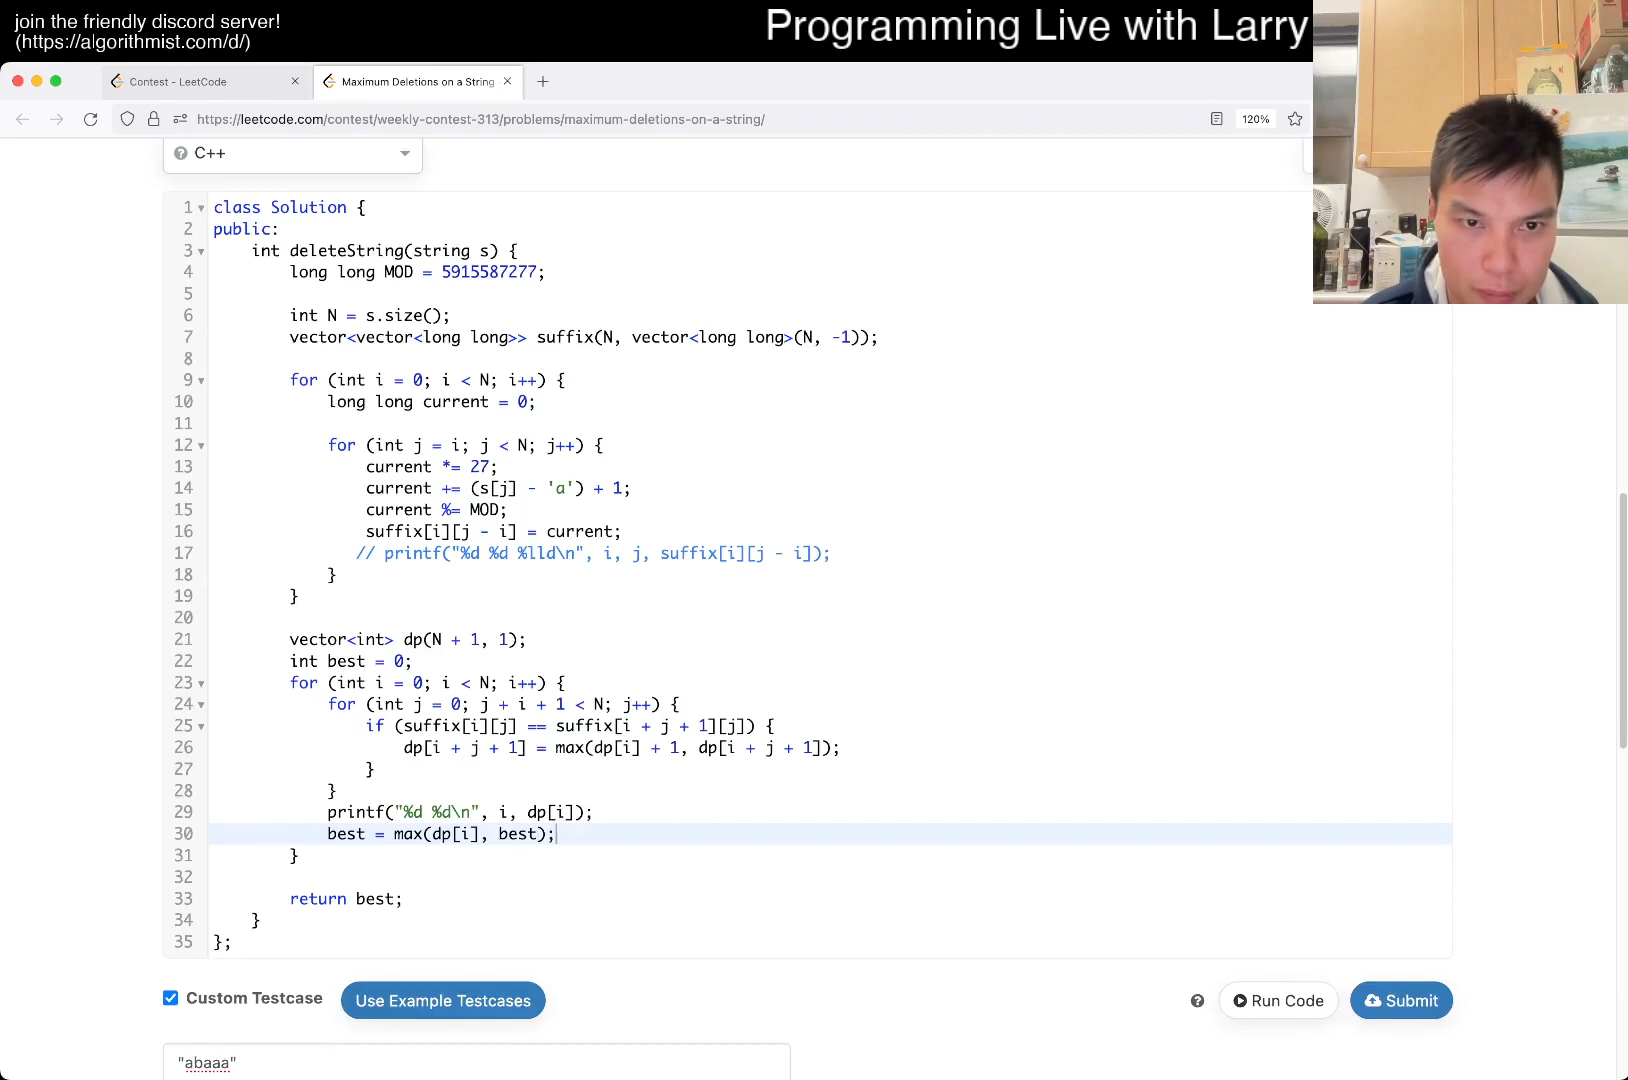 join the friendly discord server!
(https://algorithmist.com/d/)
Programming Live with Larry
Contest - LeetCode
Maximum Deletions on a String
https://leetcode.com/contest/weekly-contest-313/problems/maximum-deletions-on-a-string/
120%
C++
1 class Solution {
2 public:
3 int deleteString(string s) {
4 long long MOD = 5915587277;
5
6 int N = s.size();
7 vector<vector<long long>> suffix(N, vector<long long>(N, -1));
8
9 for (int i = 0; i < N; i++) {
10 long long current = 0;
11
12 for (int j = i; j < N; j++) {
13 current *= 27;
14 current += (s[j] - 'a') + 1;
15 current %= MOD;
16 suffix[i][j - i] = current;
17 // printf("%d %d %lld\n", i, j, suffix[i][j - i]);
18 }
19 }
20
21 vector<int> dp(N + 1, 1);
22 int best = 0;
23 for (int i = 0; i < N; i++) {
24 for (int j = 0; j + i + 1 < N; j++) {
25 if (suffix[i][j] == suffix[i + j + 1][j]) {
26 dp[i + j + 1] = max(dp[i] + 1, dp[i + j + 1]);
27 }
28 }
29 printf("%d %d\n", i, dp[i]);
30 best = max(dp[i], best);
31 }
32
33 return best;
34 }
35 };
Custom Testcase
Use Example Testcases
Run Code
Submit
"abaaa"